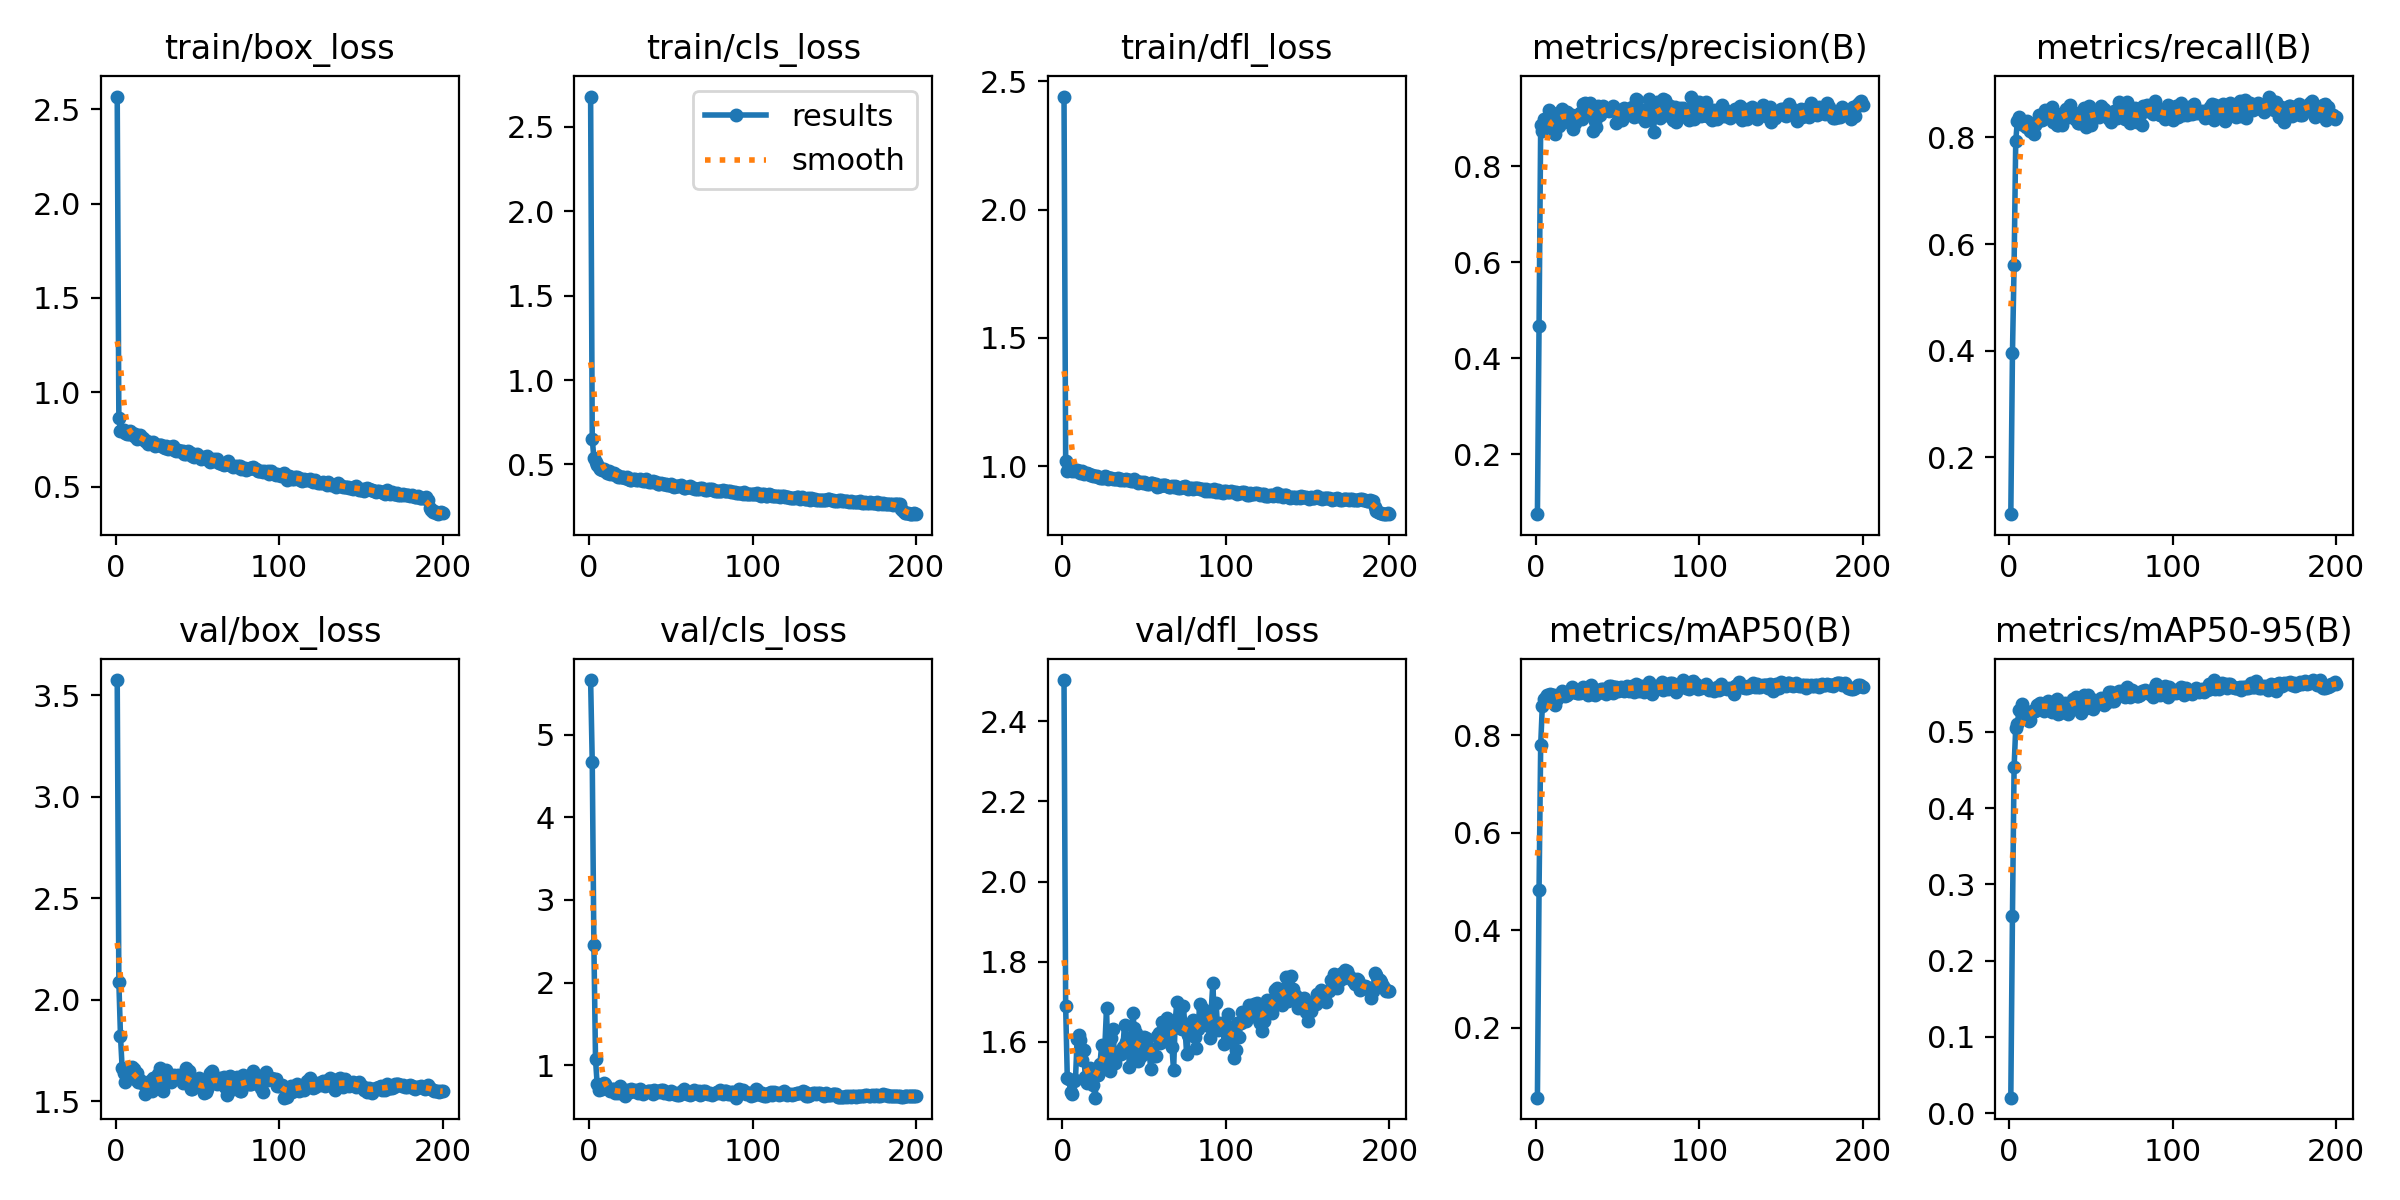 train/box_loss
2.5
2.0
1.5
1.0
0.5
0 100 200
train/cls_loss
results
smooth
2.5
2.0
1.5
1.0
0.5
0 100 200
train/dfl_loss
2.5
2.0
1.5
1.0
0 100 200
metrics/precision(B)
0.8
0.6
0.4
0.2
0 100 200
metrics/recall(B)
0.8
0.6
0.4
0.2
0 100 200
val/box_loss
3.5
3.0
2.5
2.0
1.5
0 100 200
val/cls_loss
5
4
3
2
1
0 100 200
val/dfl_loss
2.4
2.2
2.0
1.8
1.6
0 100 200
metrics/mAP50(B)
0.8
0.6
0.4
0.2
0 100 200
metrics/mAP50-95(B)
0.5
0.4
0.3
0.2
0.1
0.0
0 100 200